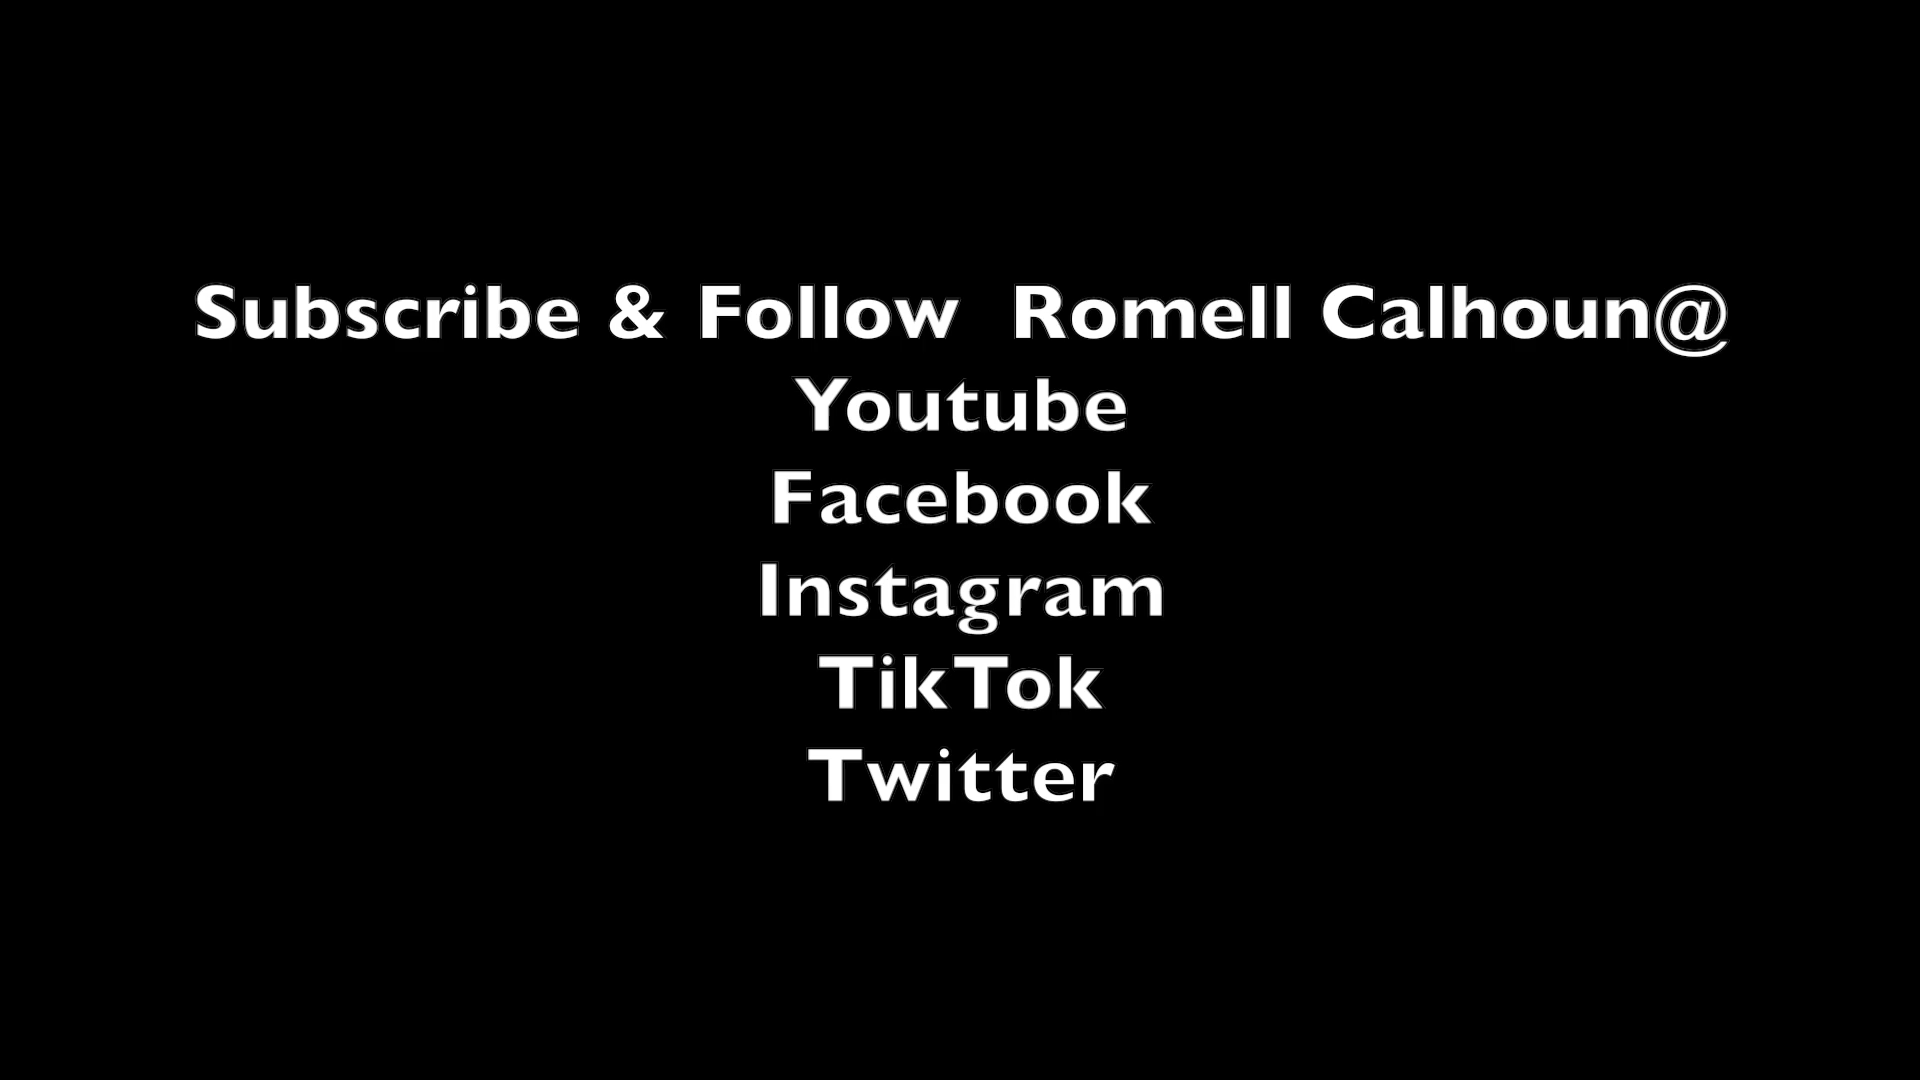 Subscribe & Follow  Romell Calhoun@
Youtube
Facebook
Instagram
TikTok
Twitter